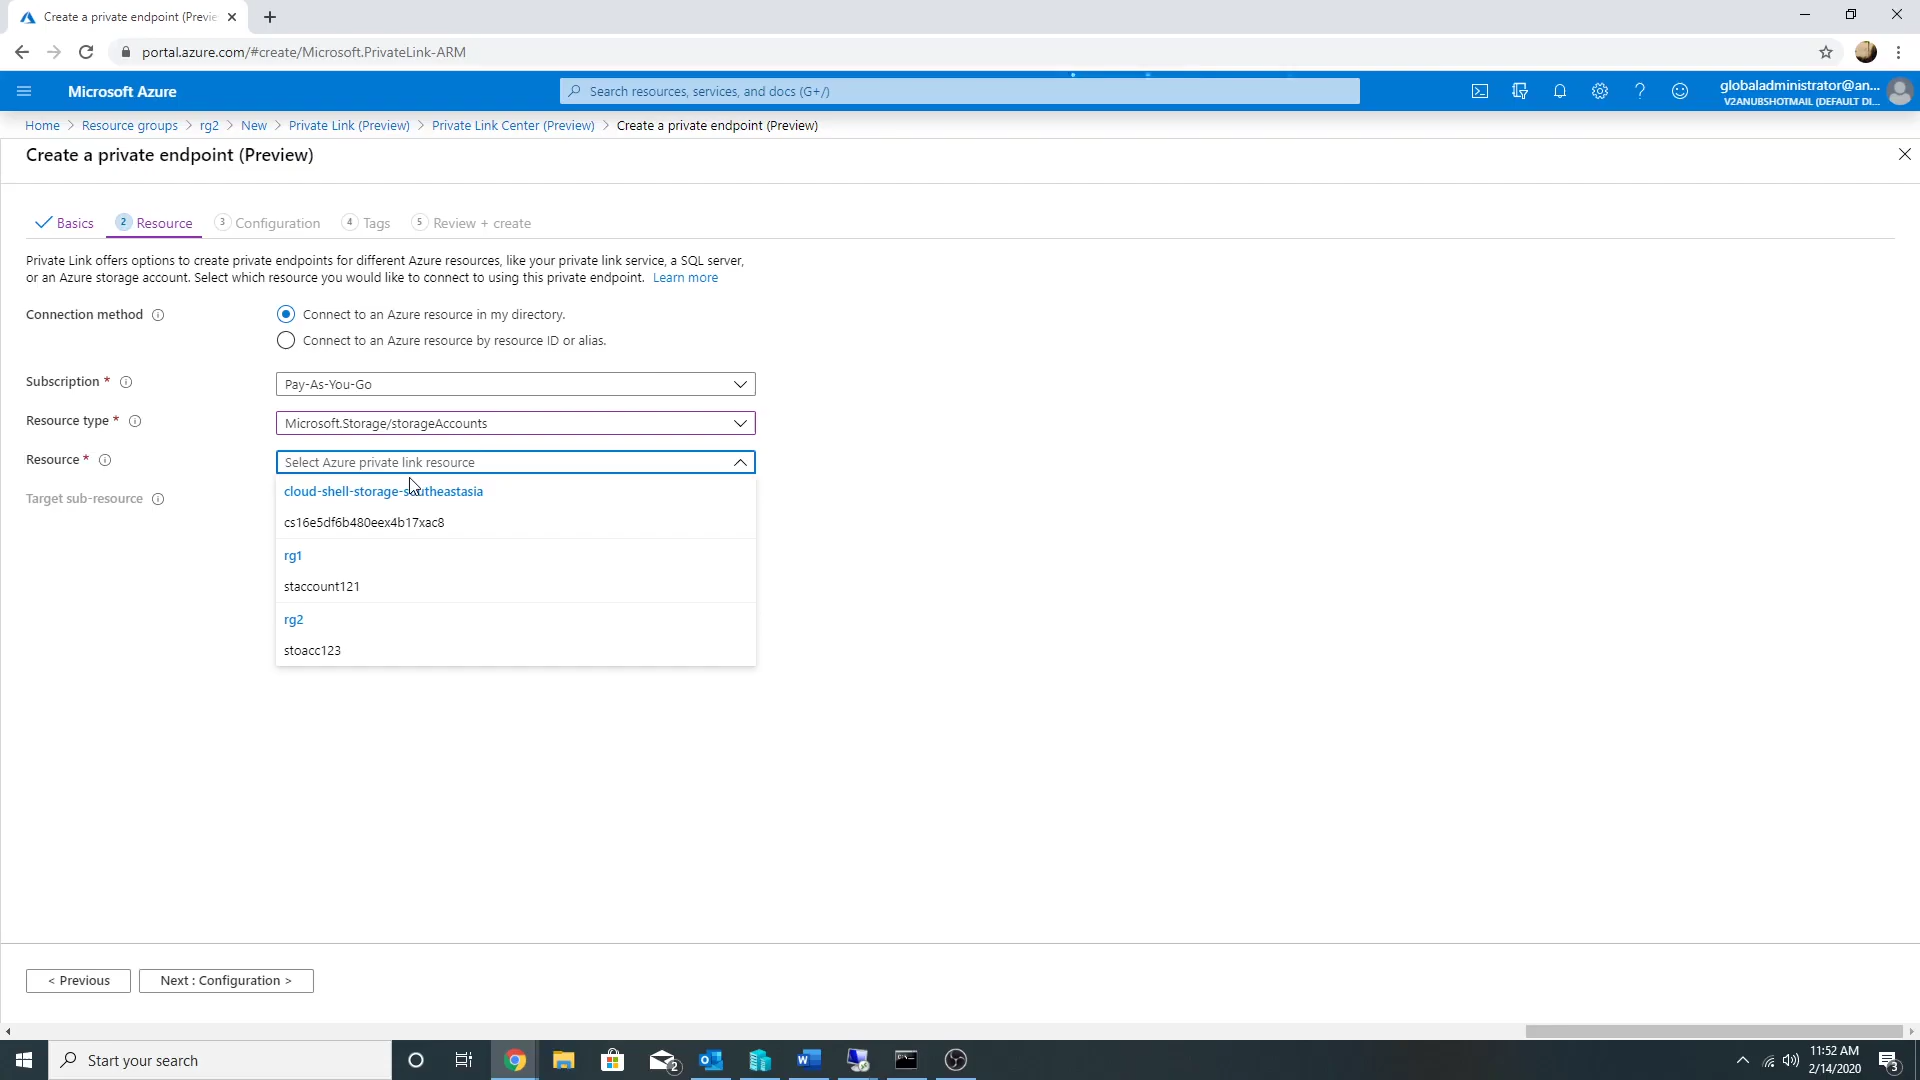 Create a private endpoint (Previe
portal.azure.com/#create/Microsoft.PrivateLink-ARM
Microsoft Azure
Search resources, services, and docs (G+/)
globaladministrator@an...
V2ANUBSHOTMAIL (DEFAULT DI...
Home > Resource groups > rg2 > New > Private Link (Preview) > Private Link Center (Preview) > Create a private endpoint (Preview)
Create a private endpoint (Preview)
Basics 2 Resource 3 Configuration 4 Tags 5 Review + create
Private Link offers options to create private endpoints for different Azure resources, like your private link service, a SQL server,
or an Azure storage account. Select which resource you would like to connect to using this private endpoint. Learn more
Connection method
Connect to an Azure resource in my directory.
Connect to an Azure resource by resource ID or alias.
Subscription *
Pay-As-You-Go
Resource type *
Microsoft.Storage/storageAccounts
Resource *
Select Azure private link resource
Target sub-resource
cloud-shell-storage-southeastasia
cs16e5df6b480eex4b17xac8
rg1
staccount121
rg2
stoacc123
< Previous
Next : Configuration >
Start your search
2
11:52 AM
2/14/2020
3